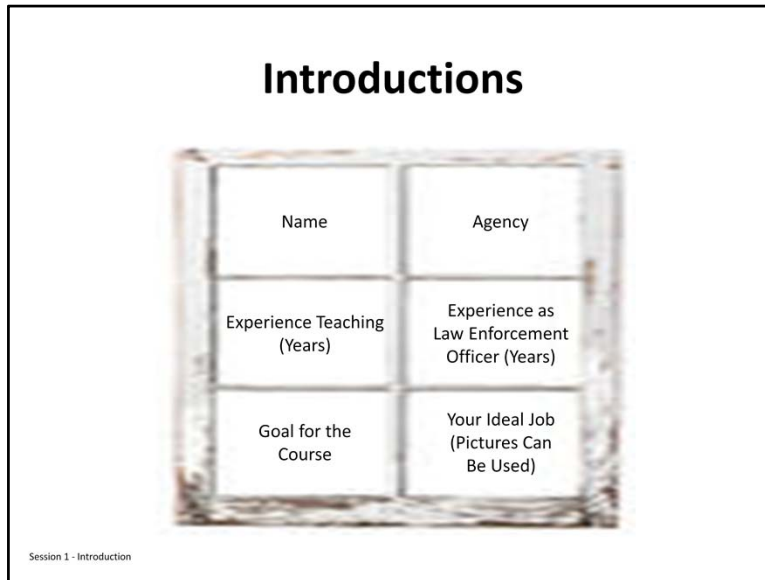 Introductions
Name
Agency
Experience Teaching
(Years)
Experience as
Law Enforcement
Officer (Years)
Goal for the
Course
Your Ideal Job
(Pictures Can
Be Used)
Session 1 - Introduction